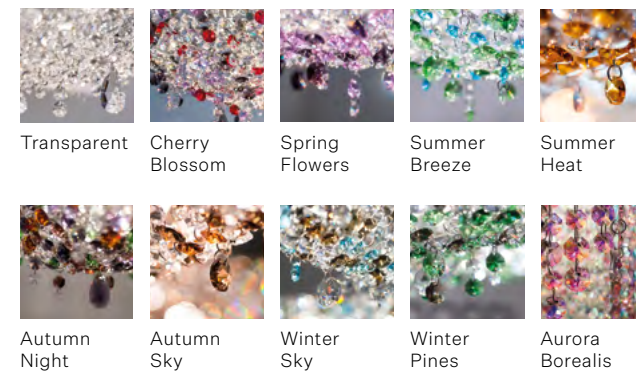 Transparent
Cherry
Blossom
Spring
Flowers
Summer
Breeze
Summer
Heat
Autumn
Night
Autumn
Sky
Winter
Sky
Winter
Pines
Aurora
Borealis